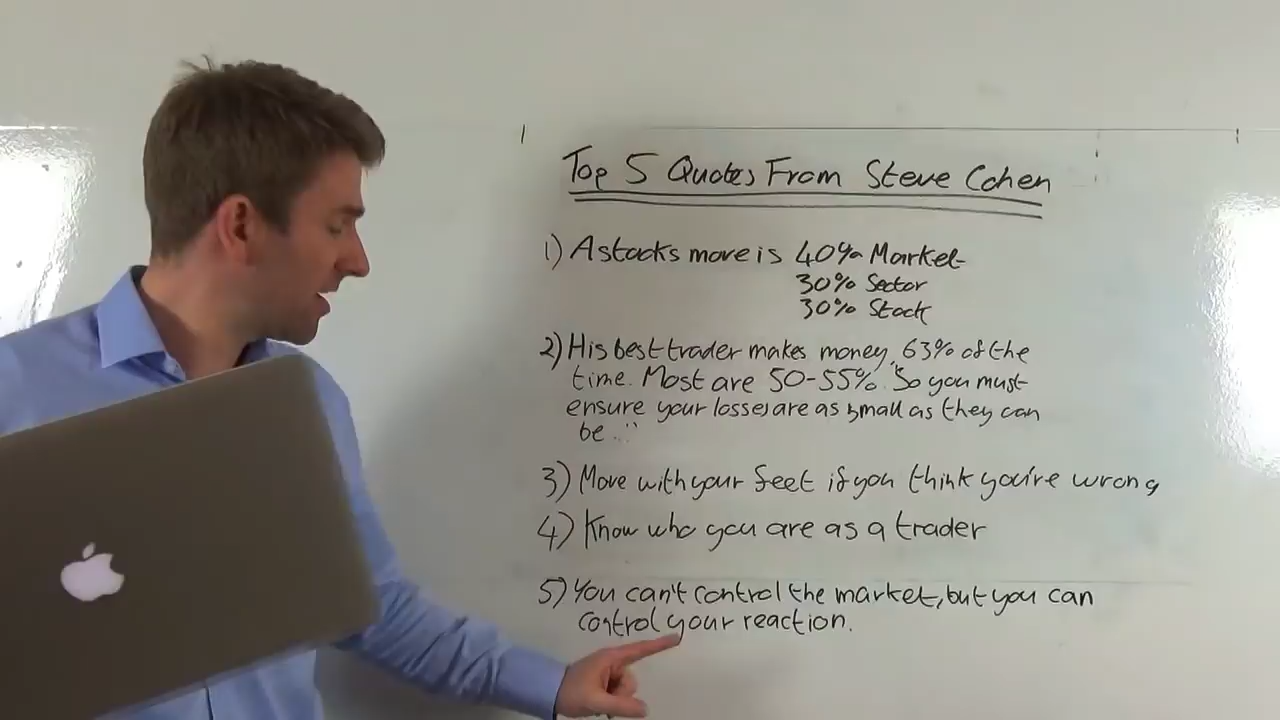 Top 5 Quotes From Steve Cohen
1) A stocks move is 40% Market
30% Sector
30% Stock
2) His best trader makes money 63% of the
time. Most are 50-55%. "So you must
ensure your losses are as small as they can
be..."
3) Move with your feet if you think you're wrong
4) Know who you are as a trader
5) You can't control the market, but you can
control your reaction.